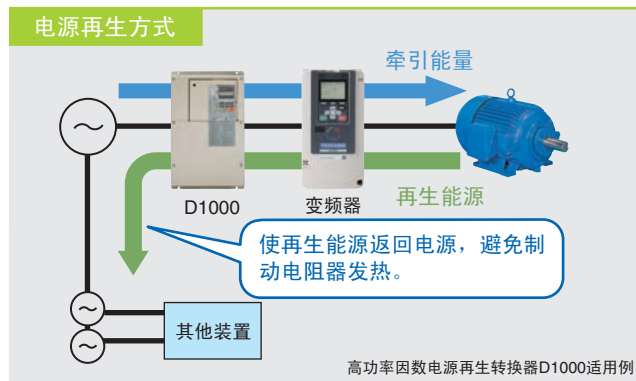 电源再生方式
牵引能量
D1000
变频器
再生能源
使再生能源返回电源，避免制
动电阻器发热。
其他装置
高功率因数电源再生转换器D1000适用例